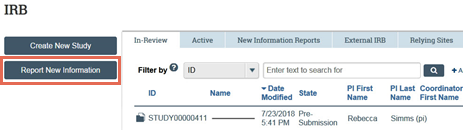 IRB
Create New Study
Report New Information
In-Review Active New Information Reports External IRB Relying Sites
Filter by ? ID Enter text to search for + A
ID Name Date Modified State PI First Name PI Last Name Coordinator First Name
STUDY00000411 7/23/2018 5:41 PM Pre-Submission Rebecca Simms (pi)